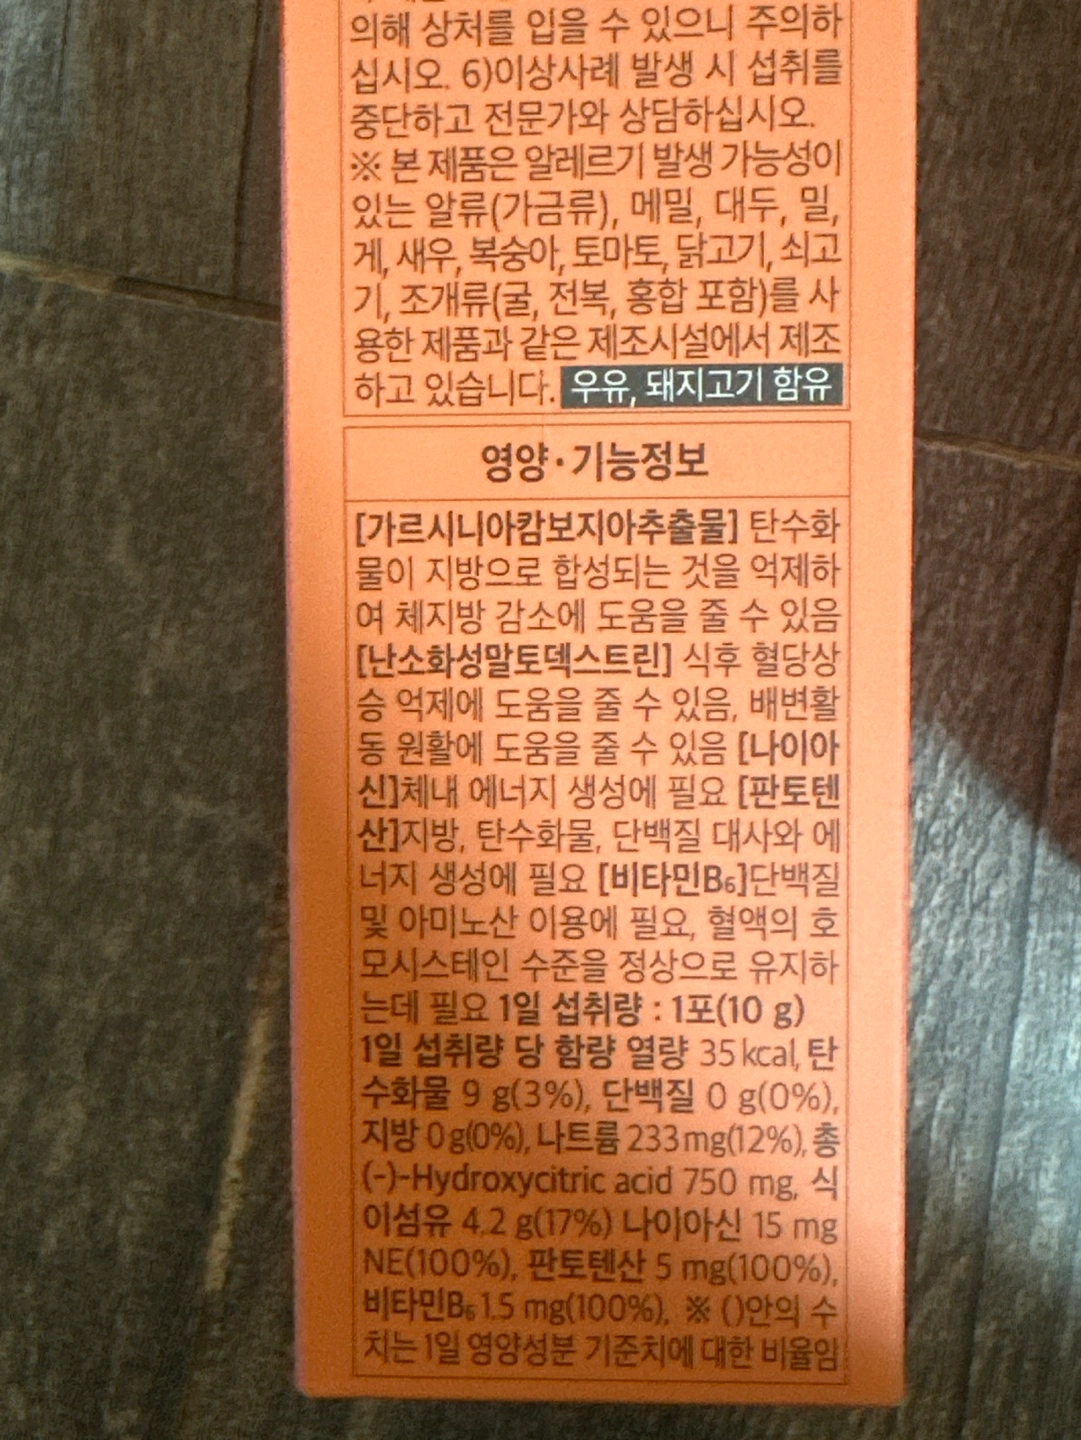 의해 상처를 입을 수 있으니 주의하
십시오. 6)이상사례 발생 시 섭취를
중단하고 전문가와 상담하십시오.
※ 본 제품은 알레르기 발생 가능성이
있는 알류(가금류), 메밀, 대두, 밀,
게, 새우, 복숭아, 토마토, 닭고기, 쇠고
기, 조개류(굴, 전복, 홍합 포함)를 사
용한 제품과 같은 제조시설에서 제조
하고 있습니다. 우유, 돼지고기 함유
영양·기능정보
[가르시니아캄보지아추출물] 탄수화
물이 지방으로 합성되는 것을 억제하
여 체지방 감소에 도움을 줄 수 있음
[난소화성말토덱스트린] 식후 혈당상
승 억제에 도움을 줄 수 있음, 배변활
동 원활에 도움을 줄 수 있음 [나이아
신]체내 에너지 생성에 필요 [판토텐
산]지방, 탄수화물, 단백질 대사와 에
너지 생성에 필요 [비타민B₆]단백질
및 아미노산 이용에 필요, 혈액의 호
모시스테인 수준을 정상으로 유지하
는데 필요 1일 섭취량 : 1포(10 g)
1일 섭취량 당 함량 열량 35 kcal, 탄
수화물 9 g(3%), 단백질 0 g(0%),
지방 0 g(0%), 나트륨 233 mg(12%), 총
(-)-Hydroxycitric acid 750 mg, 식
이섬유 4.2 g(17%) 나이아신 15 mg
NE(100%), 판토텐산 5 mg(100%),
비타민B₆ 1.5 mg(100%), ※ ()안의 수
치는 1일 영양성분 기준치에 대한 비율임